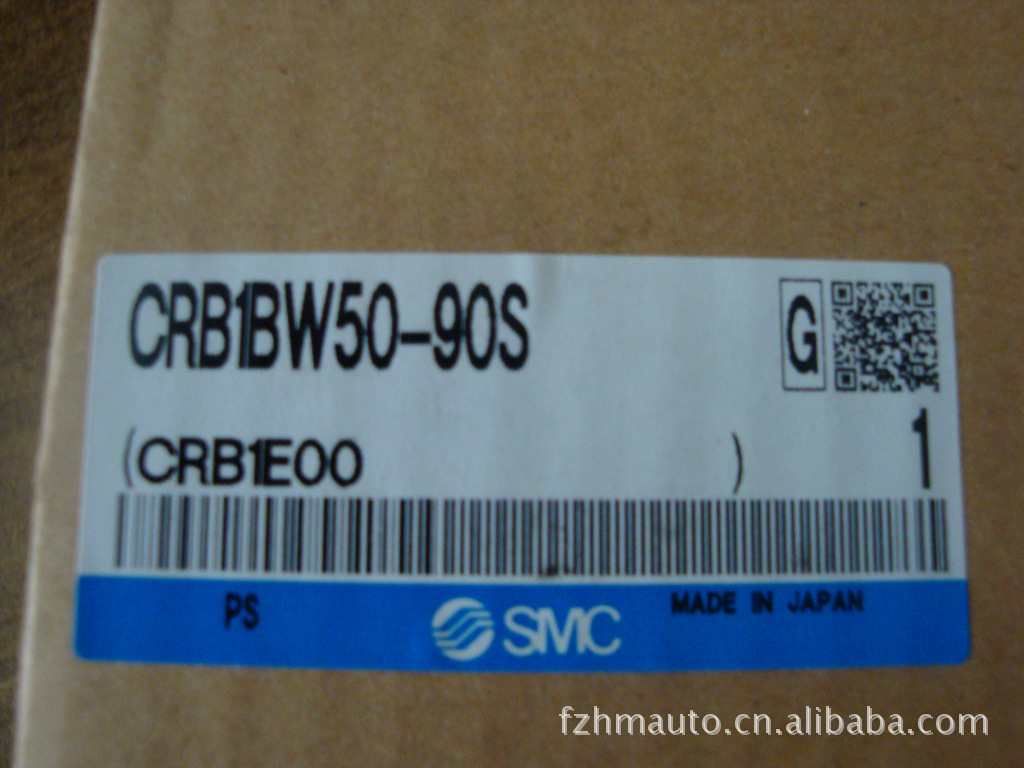 CRB1BW50-90S
G
(CRB1E00 )
1
PS
SMC
MADE IN JAPAN
fzhmauto.cn.alibaba.com